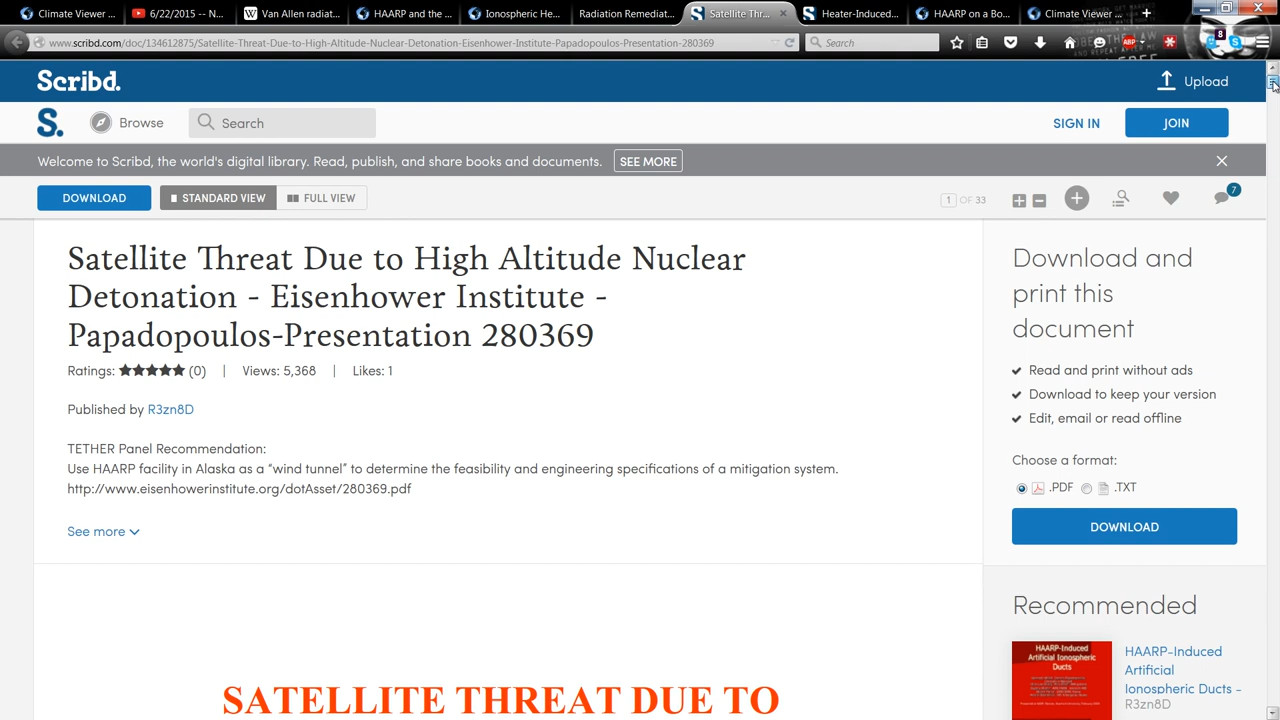 Climate Viewer ...
6/22/2015 -- N...
Van Allen radiat...
HAARP and the ...
Ionospheric He...
Radiation Remediat...
Satellite Thr...
Heater-Induced...
HAARP on a Bo...
Climate Viewer ...
www.scribd.com/doc/134612875/Satellite-Threat-Due-to-High-Altitude-Nuclear-Detonation-Eisenhower-Institute-Papadopoulos-Presentation-280369
Search
ABP
8
Scribd.
Upload
S.
Browse
Search
SIGN IN
JOIN
Welcome to Scribd, the world's digital library. Read, publish, and share books and documents.
SEE MORE
DOWNLOAD
STANDARD VIEW
FULL VIEW
1 OF 33
7
Satellite Threat Due to High Altitude Nuclear
Detonation - Eisenhower Institute -
Papadopoulos-Presentation 280369
Ratings: (0) | Views: 5,368 | Likes: 1
Published by R3zn8D
TETHER Panel Recommendation:
Use HAARP facility in Alaska as a “wind tunnel” to determine the feasibility and engineering specifications of a mitigation system.
http://www.eisenhowerinstitute.org/dotAsset/280369.pdf
See more
SATELLITE THREAT DUE TO
Download and
print this
document
Read and print without ads
Download to keep your version
Edit, email or read offline
Choose a format:
.PDF
.TXT
DOWNLOAD
Recommended
HAARP-Induced
Artificial Ionospheric
Ducts
HAARP-Induced
Artificial
Ionospheric Ducts -
R3zn8D